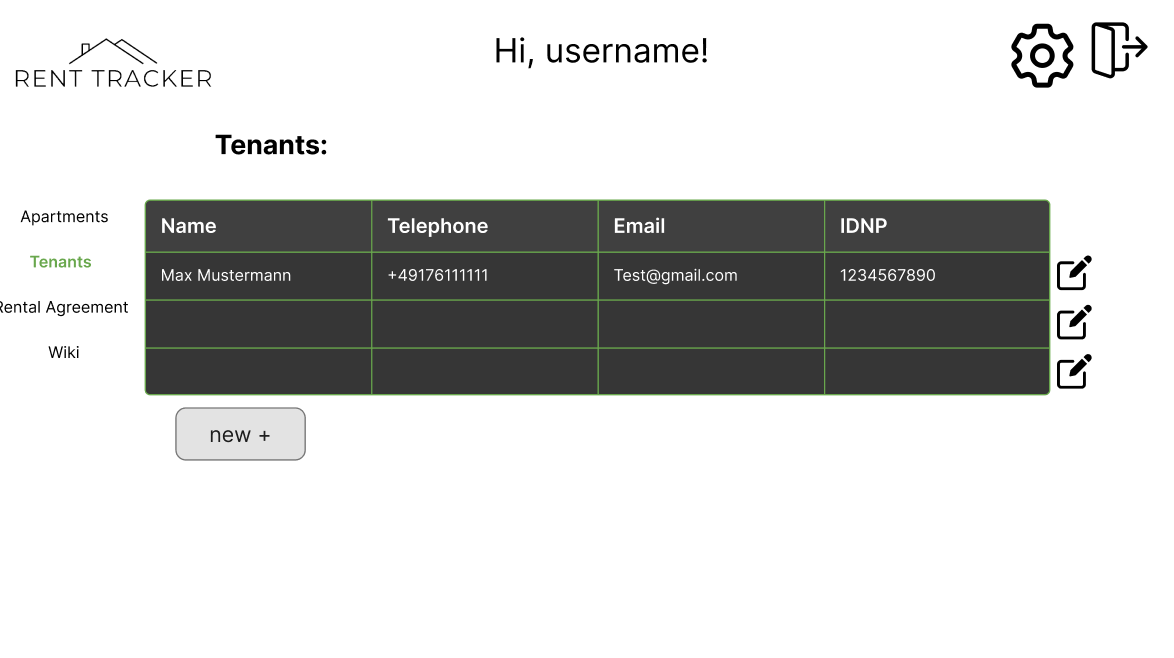 RENT TRACKER
Hi, username!
Tenants:
Apartments
Tenants
Rental Agreement
Wiki
Name Telephone Email IDNP
Max Mustermann +49176111111 Test@gmail.com 1234567890
new +